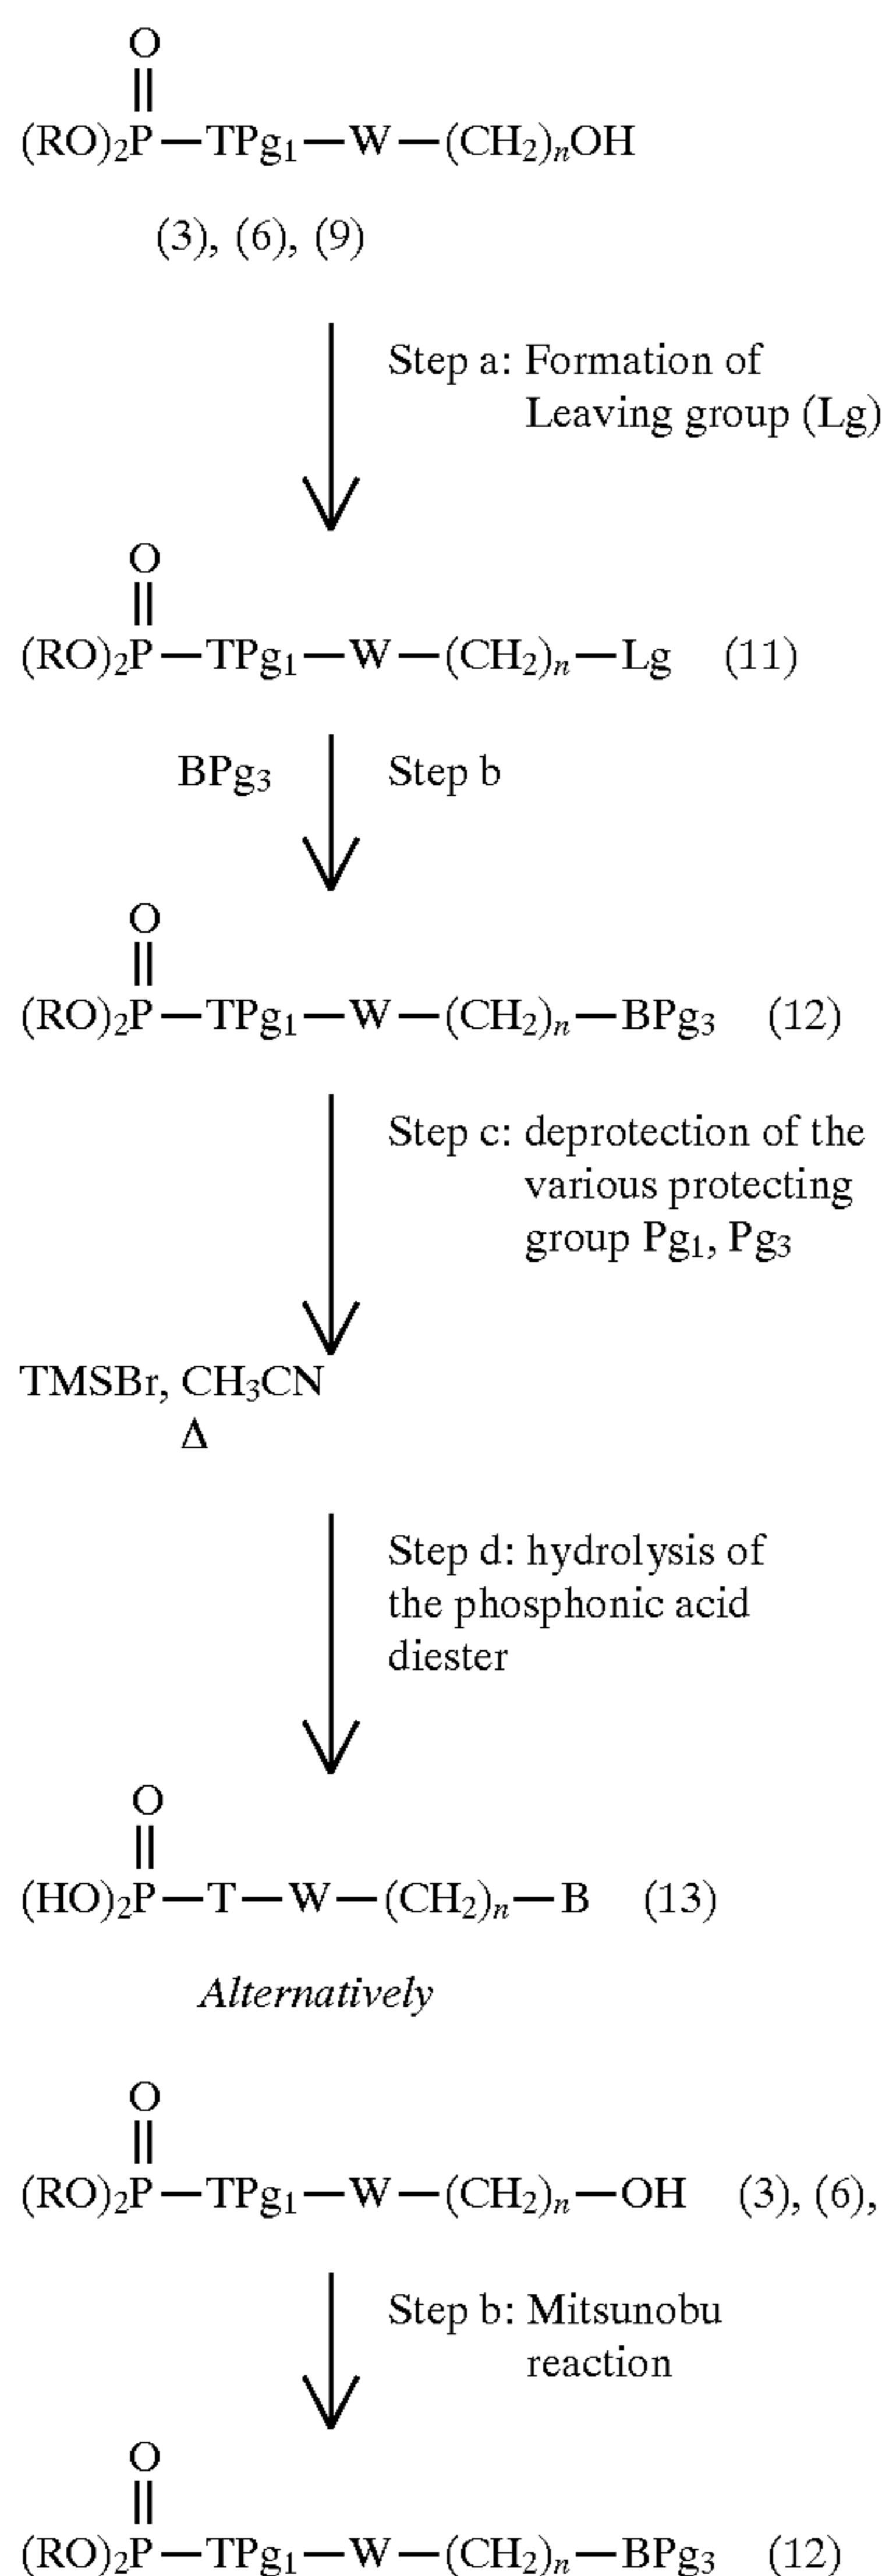 O
(RO)₂P—TPg₁—W—(CH₂)ₙOH
(3), (6), (9)
Step a: Formation of
Leaving group (Lg)
O
(RO)₂P—TPg₁—W—(CH₂)ₙ—Lg (11)
BPg₃ Step b
O
(RO)₂P—TPg₁—W—(CH₂)ₙ—BPg₃ (12)
Step c: deprotection of the
various protecting
group Pg₁, Pg₃
TMSBr, CH₃CN
Δ
Step d: hydrolysis of
the phosphonic acid
diester
O
(HO)₂P—T—W—(CH₂)ₙ—B (13)
Alternatively
O
(RO)₂P—TPg₁—W—(CH₂)ₙ—OH (3), (6),
Step b: Mitsunobu
reaction
O
(RO)₂P—TPg₁—W—(CH₂)ₙ—BPg₃ (12)